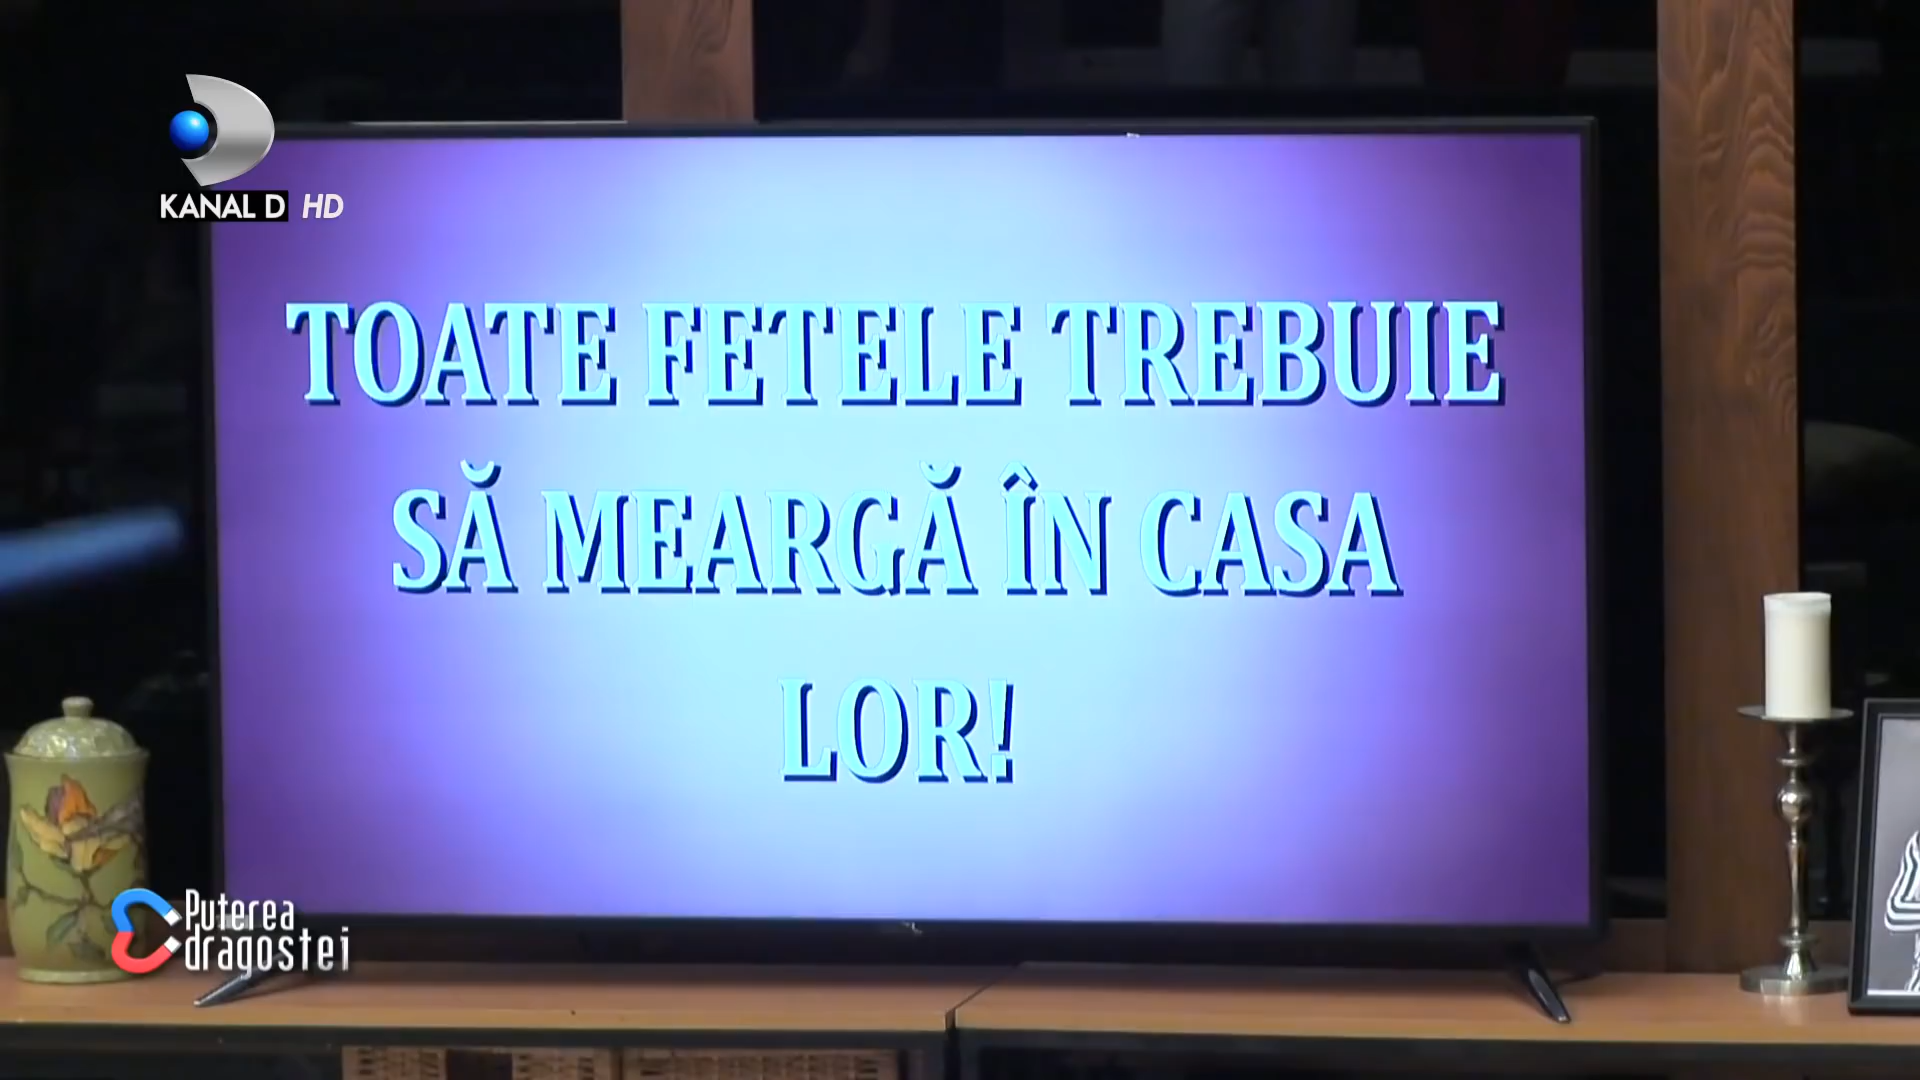 KANAL D HD
TOATE FETELE TREBUIE
SĂ MEARGĂ ÎN CASA
LOR!
Puterea
dragostei